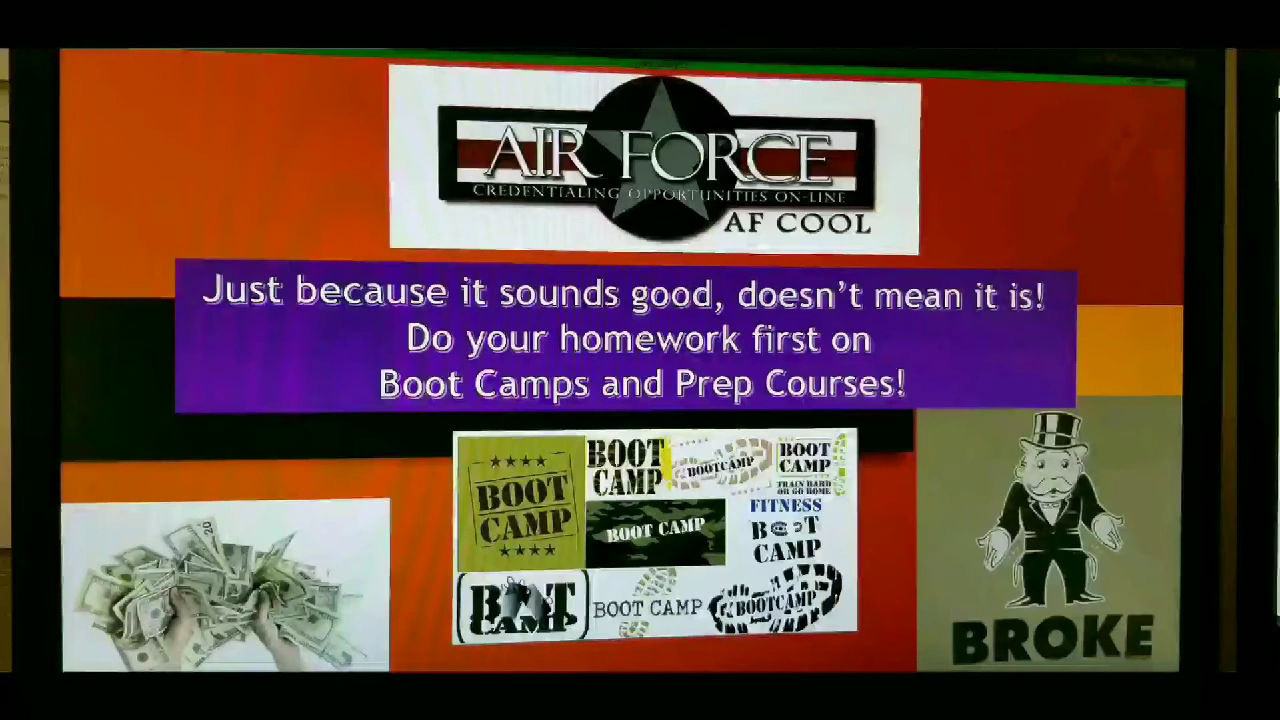 AIR FORCE
CREDENTIALING OPPORTUNITIES ON-LINE
AF COOL
Just because it sounds good, doesn't mean it is!
Do your homework first on
Boot Camps and Prep Courses!
BOOT
CAMP
BOOT
CAMP
BOOTCAMP
BOOT
CAMP
TRAIN HARD
OR GO HOME
BOOT CAMP
FITNESS
BOOT
CAMP
BOOT
CAMP
BOOT CAMP
BOOTCAMP
20
BROKE